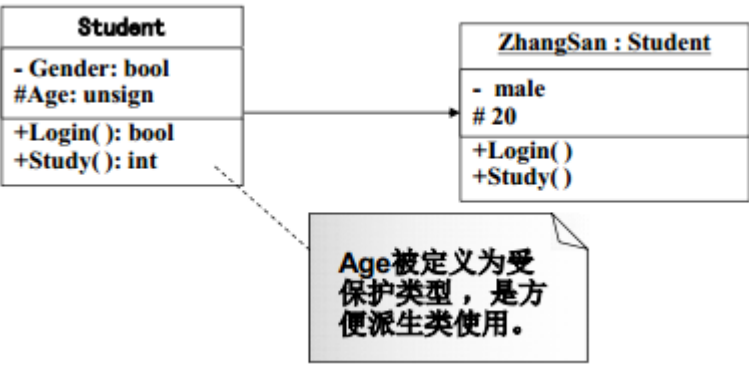 Student
- Gender: bool
#Age: unsign
+Login( ): bool
+Study( ): int
ZhangSan : Student
- male
# 20
+Login( )
+Study( )
Age被定义为受
保护类型，是方
便派生类使用。